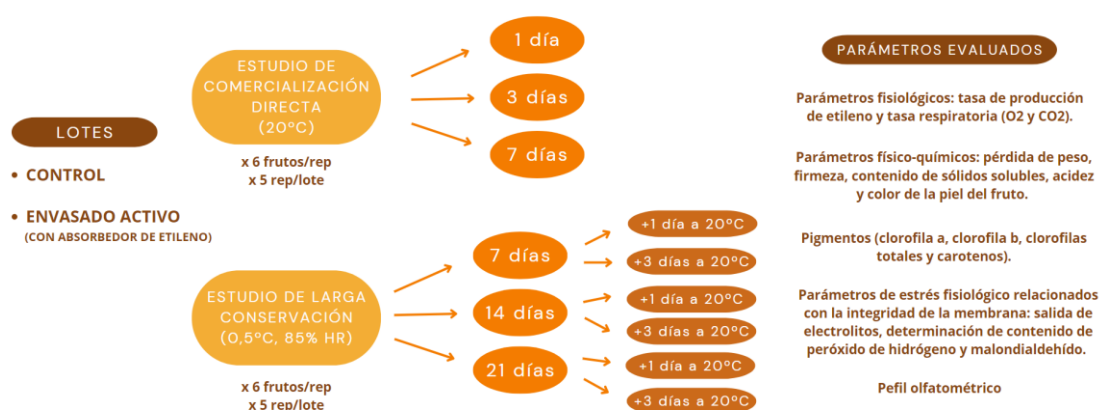 LOTES
• CONTROL
• ENVASADO ACTIVO
(CON ABSORBEDOR DE ETILENO)
ESTUDIO DE
COMERCIALIZACIÓN
DIRECTA
(20ºC)
x 6 frutos/rep
x 5 rep/lote
1 día
3 días
7 días
ESTUDIO DE LARGA
CONSERVACIÓN
(0,5ºC, 85% HR)
x 6 frutos/rep
x 5 rep/lote
7 días
14 días
21 días
+1 día a 20ºC
+3 días a 20ºC
+1 día a 20ºC
+3 días a 20ºC
+1 día a 20ºC
+3 días a 20ºC
PARÁMETROS EVALUADOS
Parámetros fisiológicos: tasa de producción
de etileno y tasa respiratoria (O2 y CO2).
Parámetros físico-químicos: pérdida de peso,
firmeza, contenido de sólidos solubles, acidez
y color de la piel del fruto.
Pigmentos (clorofila a, clorofila b, clorofilas
totales y carotenos).
Parámetros de estrés fisiológico relacionados
con la integridad de la membrana: salida de
electrolitos, determinación de contenido de
peróxido de hidrógeno y malondialdehído.
Pefil olfatométrico